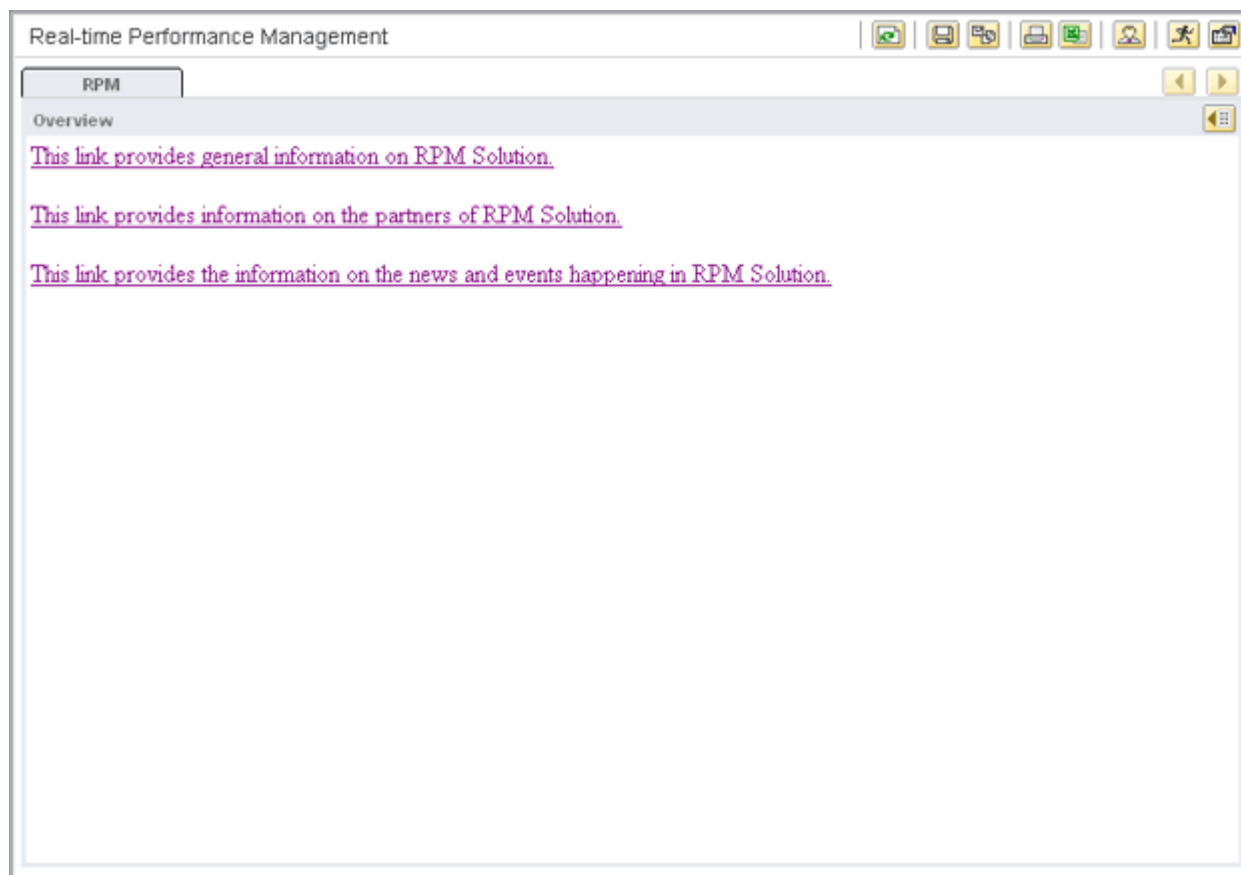 Real-time Performance Management
RPM
Overview
This link provides general information on RPM Solution.
This link provides information on the partners of RPM Solution.
This link provides the information on the news and events happening in RPM Solution.